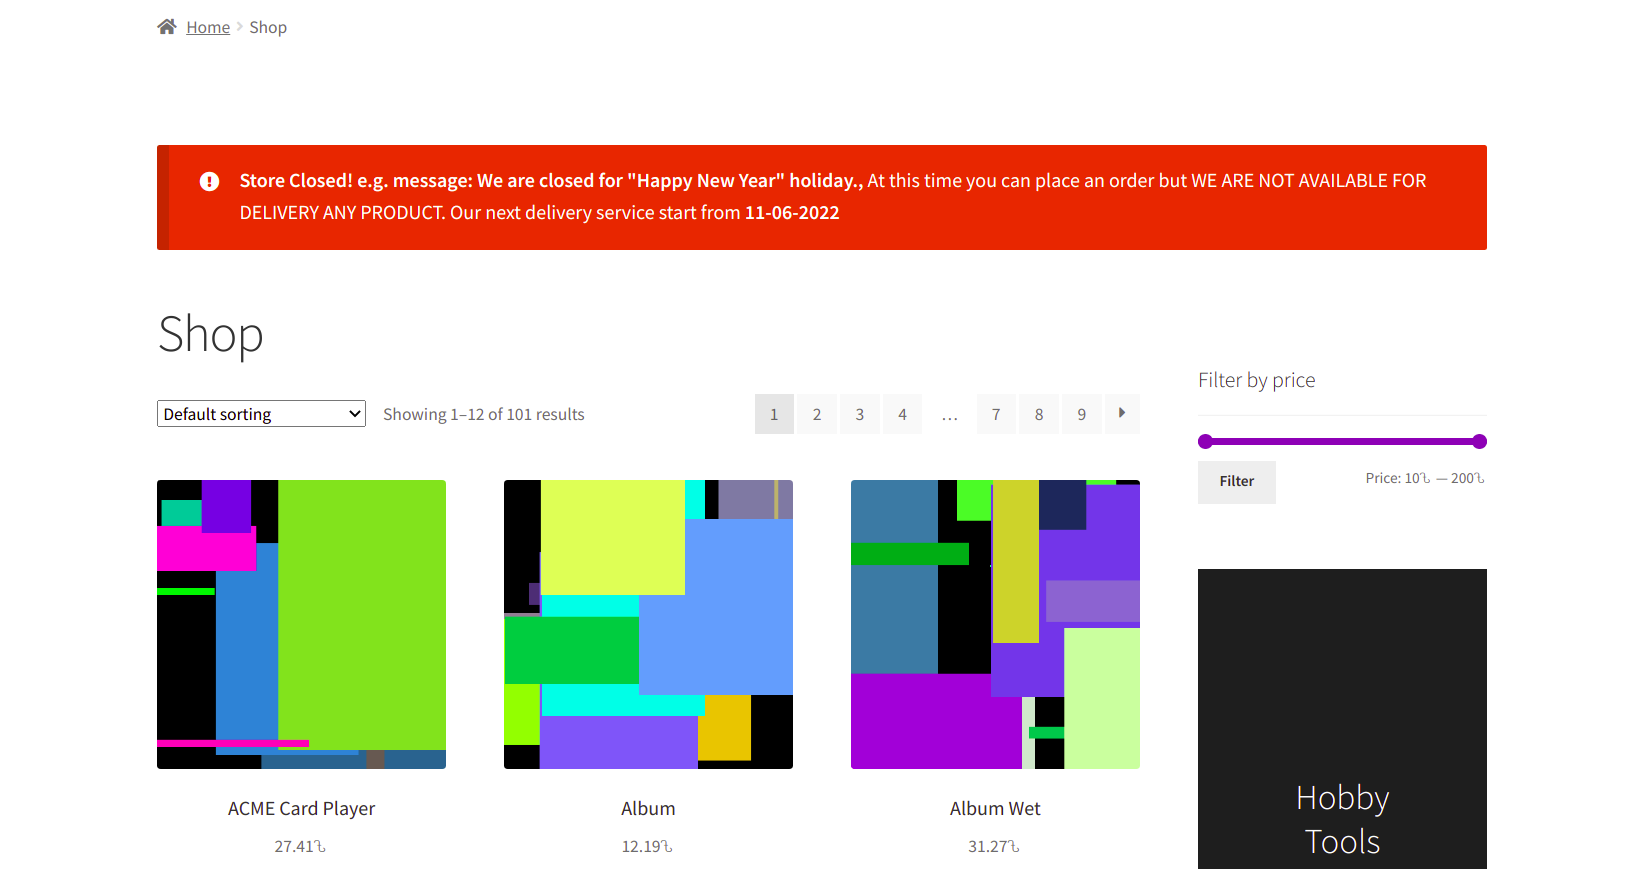 Home Shop
Store Closed! e.g. message: We are closed for "Happy New Year" holiday., At this time you can place an order but WE ARE NOT AVAILABLE FOR
DELIVERY ANY PRODUCT. Our next delivery service start from 11-06-2022
Shop
Default sorting Showing 1–12 of 101 results 1 2 3 4 … 7 8 9
Filter by price
Filter Price: 10 — 200
ACME Card Player
27.41
Album
12.19
Album Wet
31.27
Hobby
Tools